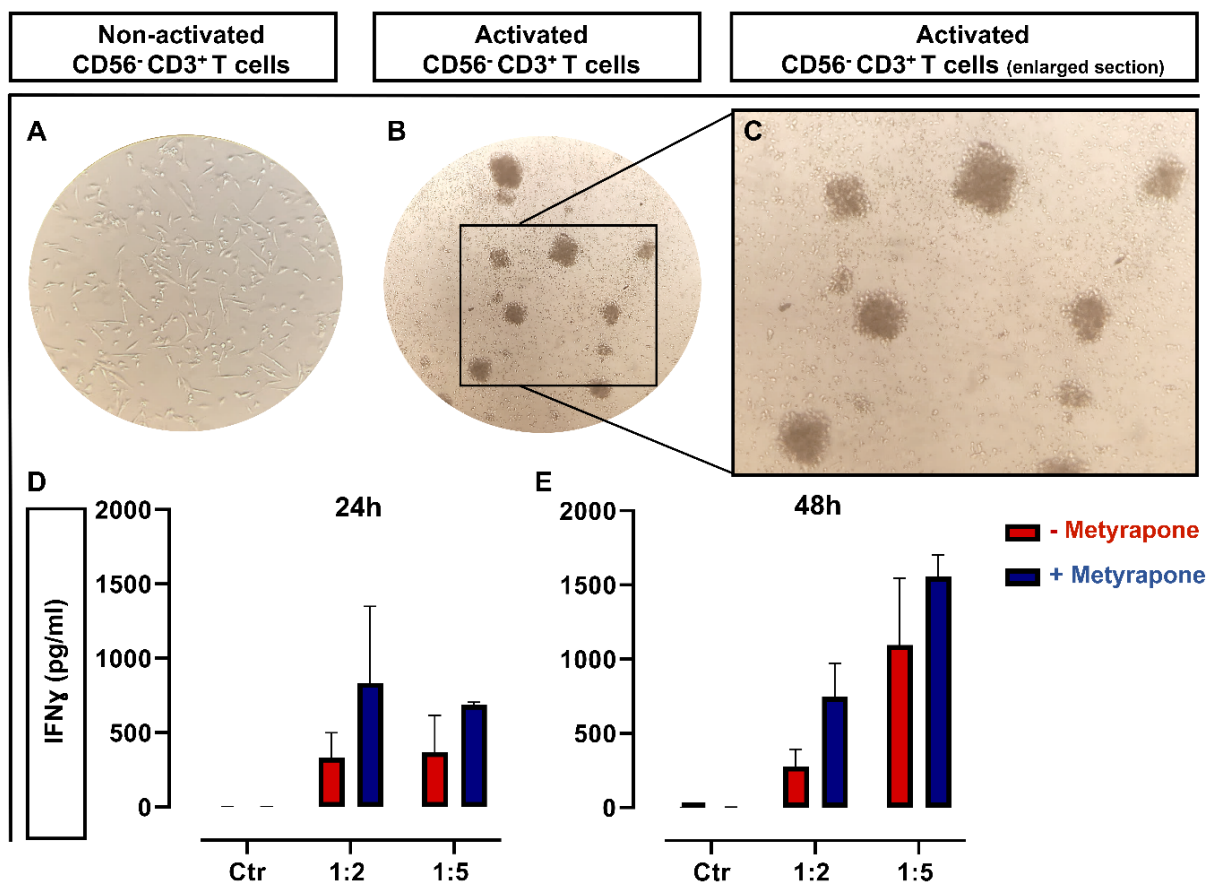 Non-activated
CD56⁻ CD3⁺ T cells
Activated
CD56⁻ CD3⁺ T cells
Activated
CD56⁻ CD3⁺ T cells (enlarged section)
A
B
C
D
24h
E
48h
IFNɣ (pg/ml)
2000
1500
1000
500
0
Ctr
1:2
1:5
2000
1500
1000
500
0
Ctr
1:2
1:5
- Metyrapone
+ Metyrapone